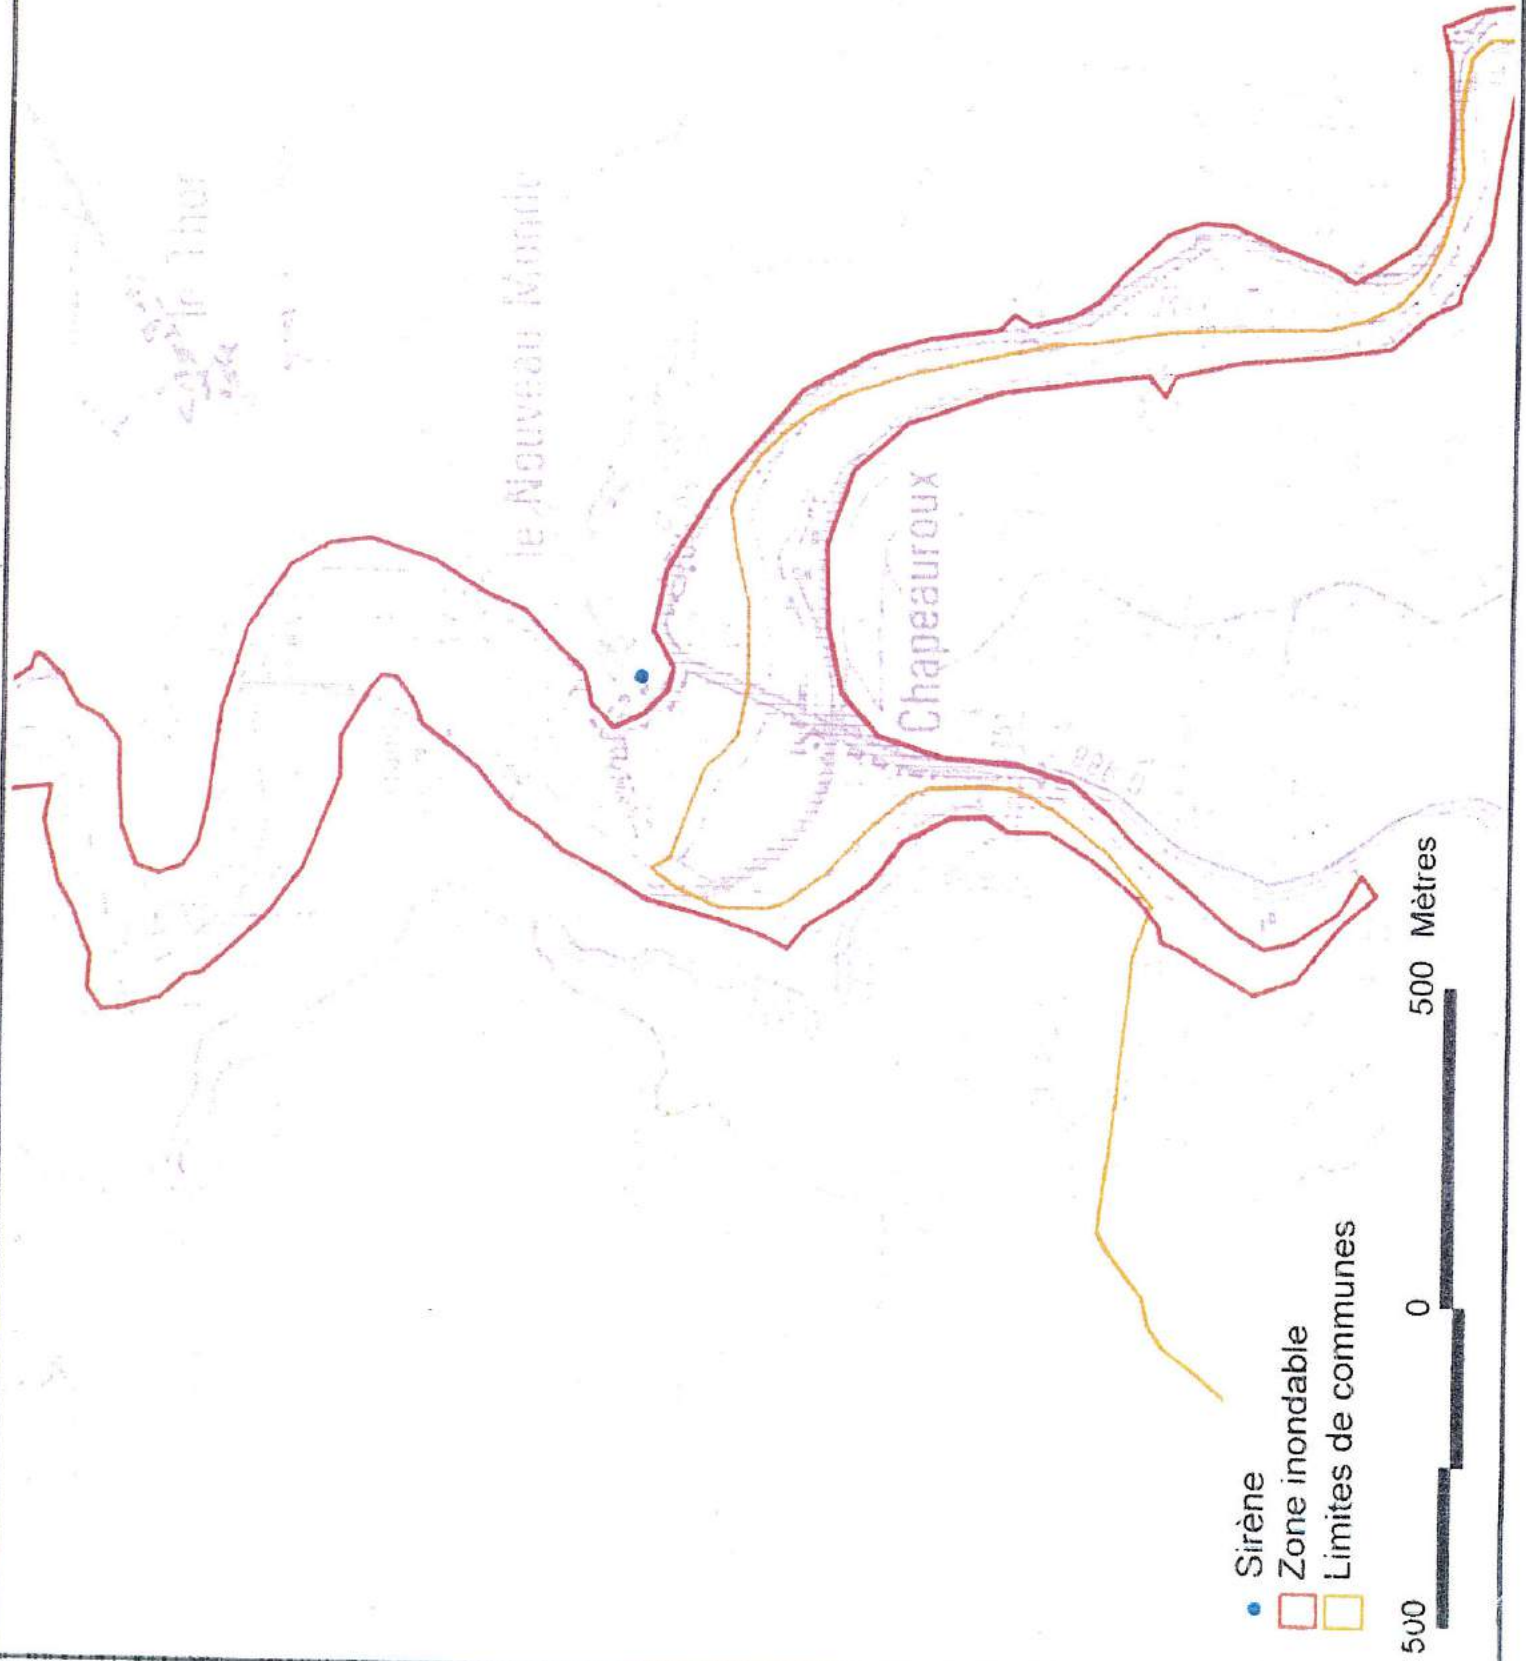 le Nouveau Monde
Chapeauroux
Sirène
Zone inondable
Limites de communes
500 0 500 Mètres